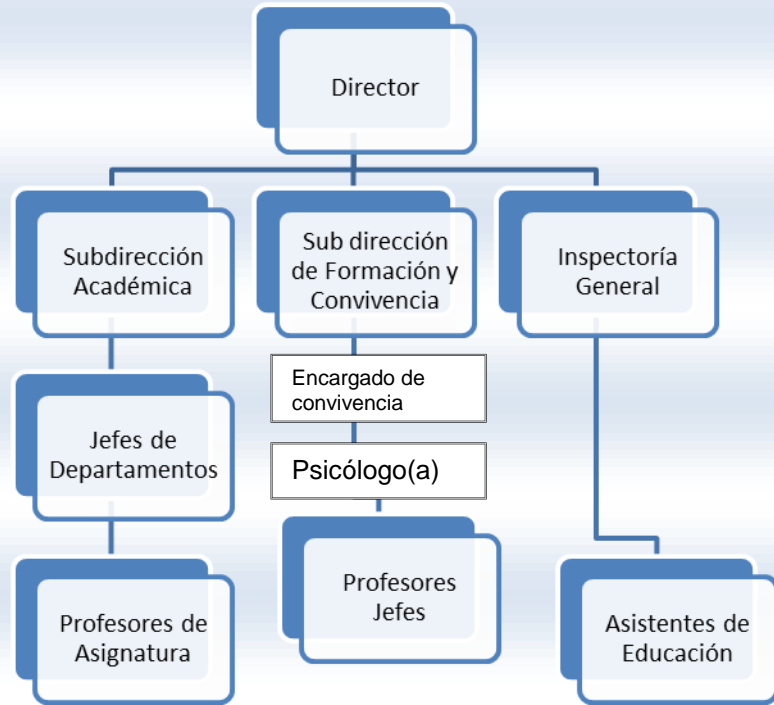 Director
Subdirección
Académica
Sub dirección
de Formación y
Convivencia
Inspectoría
General
Encargado de
convivencia
Jefes de
Departamentos
Psicólogo(a)
Profesores de
Asignatura
Profesores
Jefes
Asistentes de
Educación